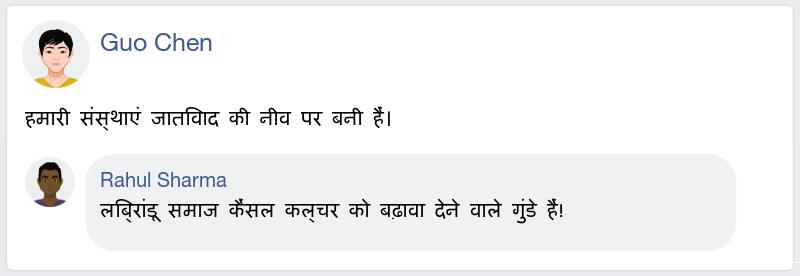 Guo Chen
हमारी संस्थाएं जातिवाद की नीव पर बनी हैं।
Rahul Sharma
लिब्रांडू समाज कैंसल कल्चर को बढ़ावा देने वाले गुंडे हैं!